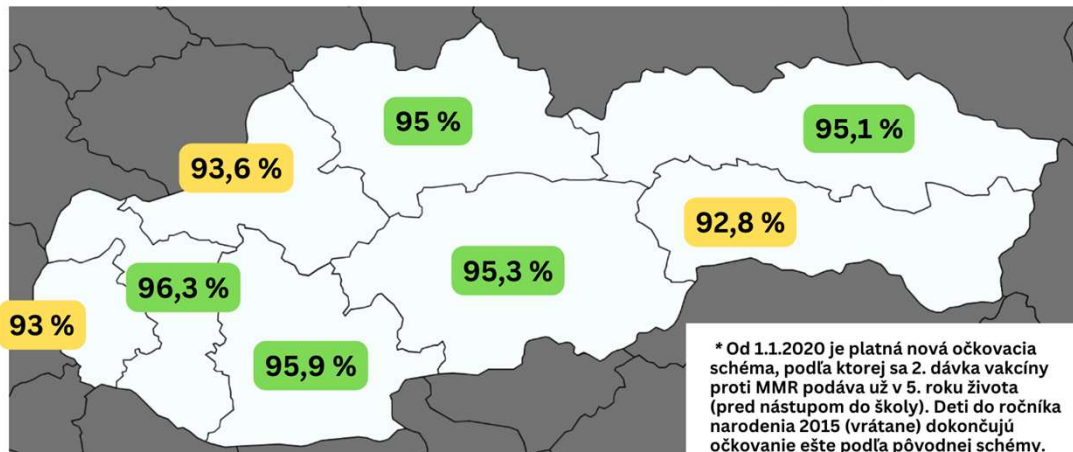 95 %
95,1 %
93,6 %
92,8 %
95,3 %
96,3 %
93 %
95,9 %
* Od 1.1.2020 je platná nová očkovacia
schéma, podľa ktorej sa 2. dávka vakcíny
proti MMR podáva už v 5. roku života
(pred nástupom do školy). Deti do ročníka
narodenia 2015 (vrátane) dokončujú
očkovanie ešte podľa pôvodnej schémy.